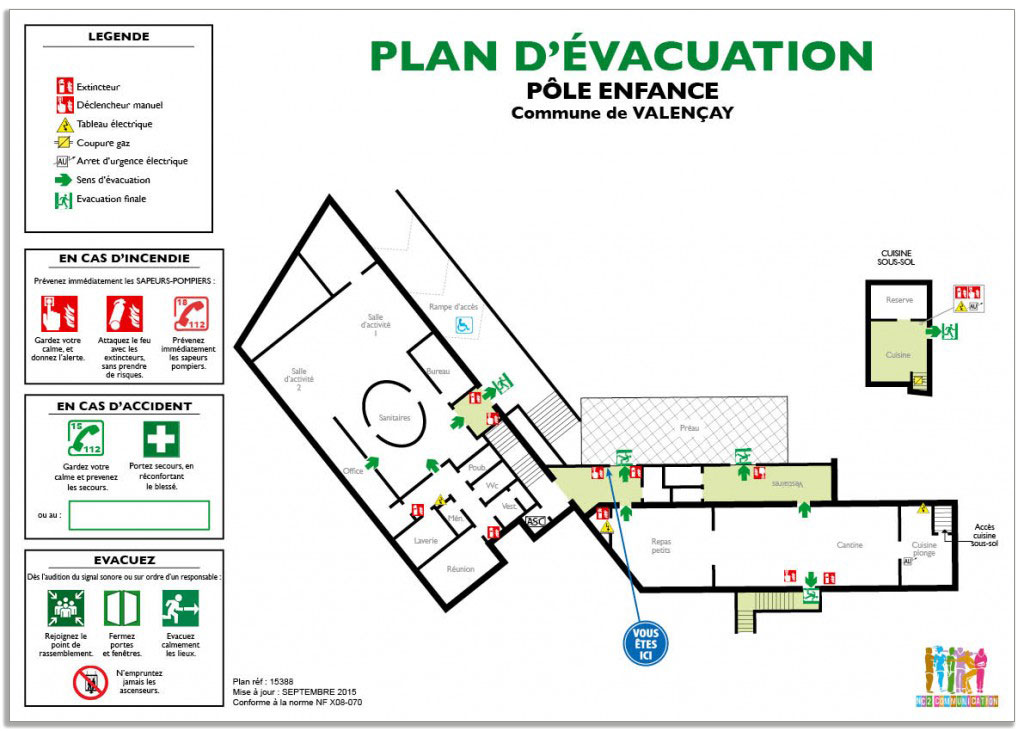 PLAN D'ÉVACUATION
PÔLE ENFANCE
Commune de VALENÇAY
LEGENDE
Extincteur
Déclencheur manuel
Tableau électrique
Coupure gaz
AU
Arret d'urgence électrique
Sens d'évacuation
Evacuation finale
EN CAS D'INCENDIE
Prévenez immédiatement les SAPEURS-POMPIERS :
18
112
Gardez votre
calme, et
donnez l'alerte.
Attaquez le feu
avec les
extincteurs,
sans prendre
de risques.
Prévenez
immédiatement
les sapeurs
pompiers.
EN CAS D'ACCIDENT
15
112
Gardez votre
calme et prevenez
les secours.
Portez secours, en
réconfortant
le blessé.
ou au :
EVACUEZ
Dès l'audition du signal sonore ou sur ordre d'un responsable :
Rejoignez le
point de
rassemblement.
Fermez
portes
et fenêtres.
Evacuez
calmement
les lieux.
N'empruntez
jamais les
ascenseurs.
Rampe d'accès
Salle
d'activité
1
Salle
d'activité
2
Bureau
Sanitaires
Office
Poub.
Wc
Vest.
Mén.
Laverie
Réunion
ASC
Préau
Vestiaires
Repas
petits
Cantine
Cuisine
plonge
AU
Accès
cuisine
sous-sol
CUISINE
SOUS-SOL
Reserve
AU
Cuisine
VOUS
ÊTES
ICI
Plan réf : 15388
Mise à jour : SEPTEMBRE 2015
Conforme à la norme NF X08-070
NC2 COMMUNICATION